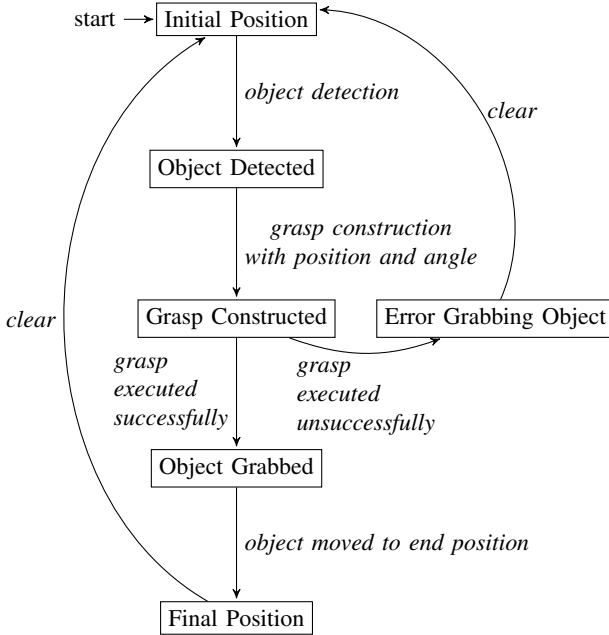 start
Initial Position
object detection
clear
Object Detected
grasp construction
with position and angle
clear
Grasp Constructed
Error Grabbing Object
grasp
executed
successfully
grasp
executed
unsuccessfully
Object Grabbed
object moved to end position
Final Position